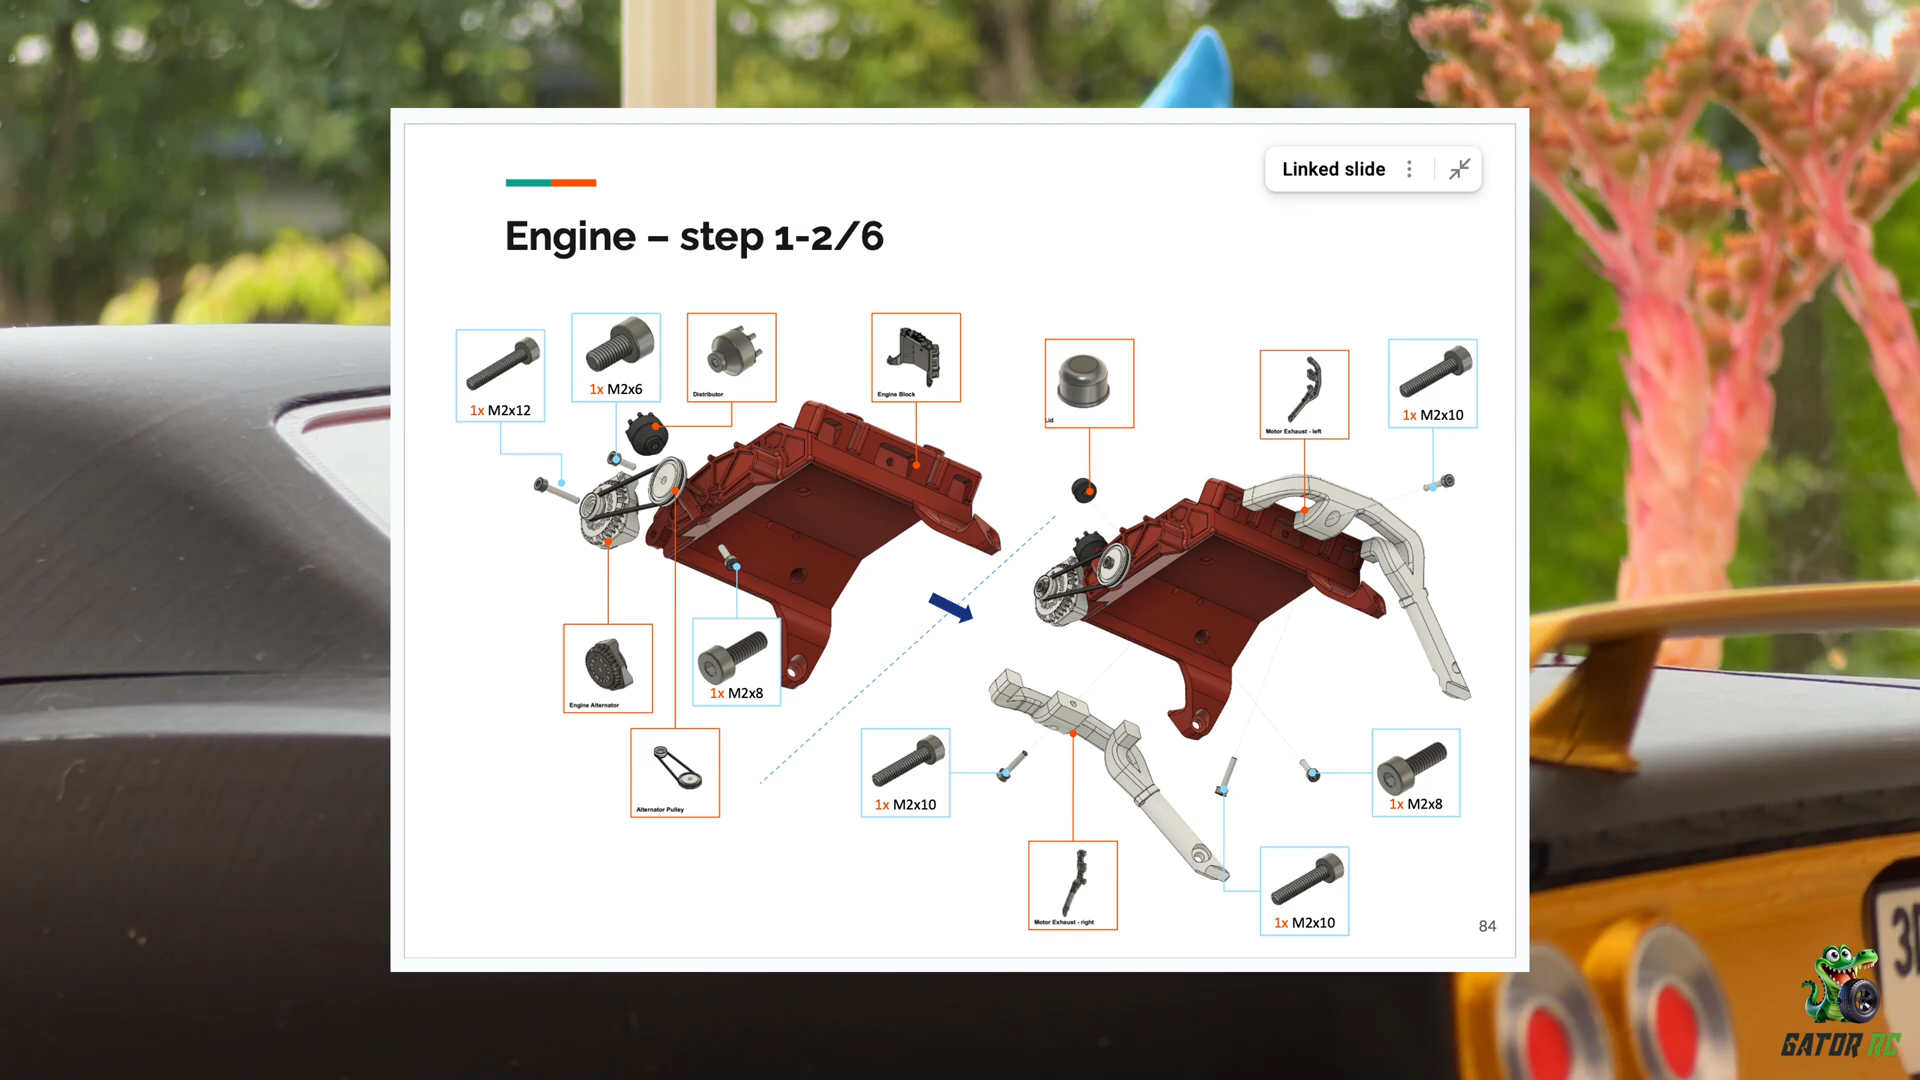 Linked slide
Engine – step 1-2/6
1x M2x12
1x M2x6
Distributor
Engine Block
Lid
Motor Exhaust - left
1x M2x10
Engine Alternator
1x M2x8
Alternator Pulley
1x M2x10
Motor Exhaust - right
1x M2x10
1x M2x8
84
GATOR RC